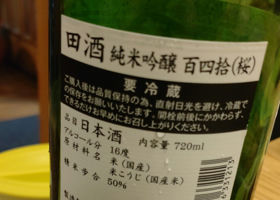 田酒 純米吟醸 百四拾(桜)
要冷蔵
ご購入後は品質保持の為、直射日光を避け、冷蔵で
の保存をお願いいたします。開栓前後にかかわらず、
できるだけお早めにお召し上がりください。
品目 日本酒 内容量 720ml
アルコール分 16度
原材料名 米(国産)
米こうじ(国産米)
精米歩合 50%